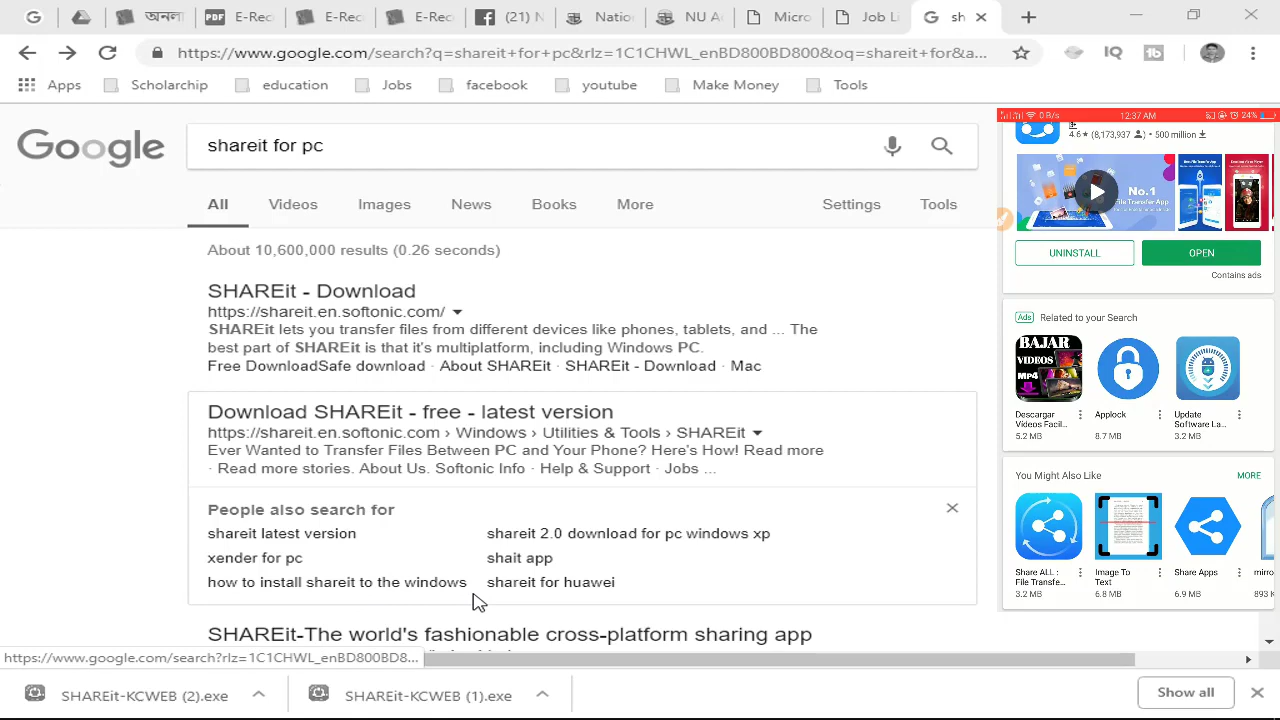 অনলা
E-Rec
E-Rec
E-Rec
(21) N
Natio
NU A
Micro
Job Li
sh
https://www.google.com/search?q=shareit+for+pc&rlz=1C1CHWL_enBD800BD800&oq=shareit+for&a...
Apps
Scholarchip
education
Jobs
facebook
youtube
Make Money
Tools
Google
shareit for pc
All
Videos
Images
News
Books
More
Settings
Tools
About 10,600,000 results (0.26 seconds)
SHAREit - Download
https://shareit.en.softonic.com/
SHAREit lets you transfer files from different devices like phones, tablets, and ... The
best part of SHAREit is that it's multiplatrm, including Windows PC.
Free DownloadSafe download · About SHAREit · SHAREit - Download · Mac
Download SHAREit - free - latest version
https://shareit.en.softonic.com › Windows › Utilities & Tools › SHAREit
Ever Wanted to Transfer Files Between PC and Your Phone? Here's How! Read more
· Read more stories. About Us. Softonic Info · Help & Support · Jobs ...
People also search for
shareit latest version
shareit 2.0 download for pc windows xp
xender for pc
shait app
how to install shareit to the windows
shareit for huawei
SHAREit-The world's fashionable cross-platform sharing app
https://www.google.com/search?rlz=1C1CHWL_enBD800BD8...
SHAREit-KCWEB (2).exe
SHAREit-KCWEB (1).exe
Show all
0 B/s
12:37 AM
24%
4.6★ (8,173,937) • 500 million
No.1
File Transfer App
UNINSTALL
OPEN
Contains ads
Ads
Related to your Search
BAJAR
VIDEOS
MP4
Descargar
Vídeos Facil...
5.2 MB
Applock
8.7 MB
Update
Software La...
3.2 MB
You Might Also Like
MORE
Share ALL :
File Transfe...
3.2 MB
Image To
Text
6.8 MB
Share Apps
6.9 MB
mirro
893 K